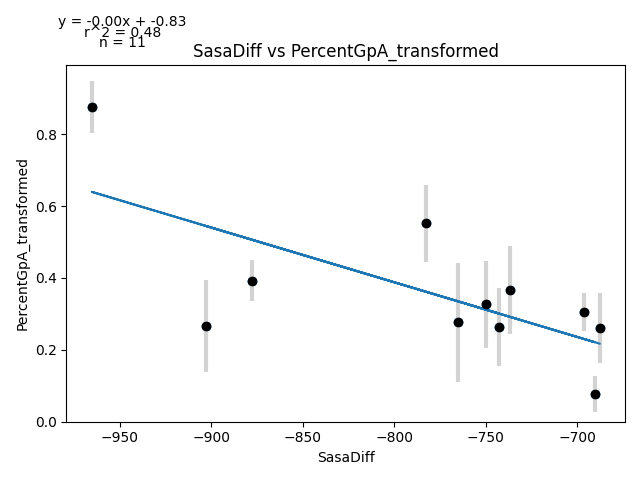 y = -0.00x + -0.83
r^2 = 0.48
n = 11
SasaDiff vs PercentGpA_transformed
PercentGpA_transformed
0.8
0.6
0.4
0.2
0.0
−950
−900
−850
−800
−750
−700
SasaDiff